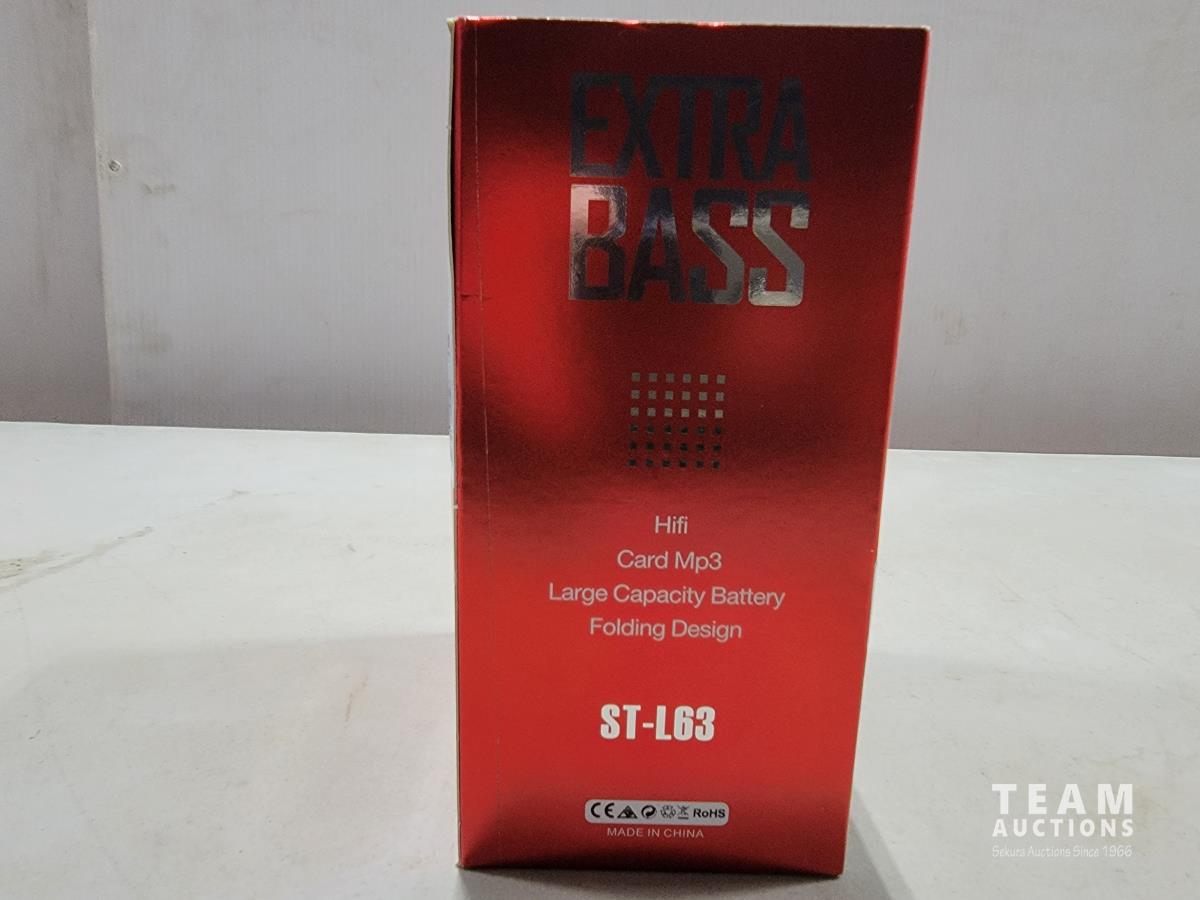 EXTRA
BASS
Hifi
Card Mp3
Large Capacity Battery
Folding Design
ST-L63
CE RoHS
MADE IN CHINA
TEAM
AUCTIONS
Sekura Auctions Since 1966